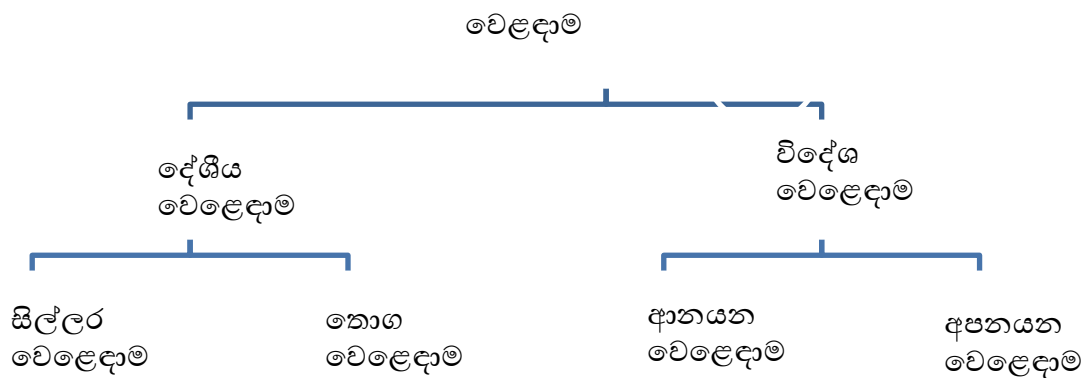 වෙළඳාම
දේශීය
වෙළෙඳාම
විදේශ
වෙළෙඳාම
සිල්ලර
වෙළෙඳාම
තොග
වෙළෙඳාම
ආනයන
වෙළෙඳාම
අපනයන
වෙළෙඳාම